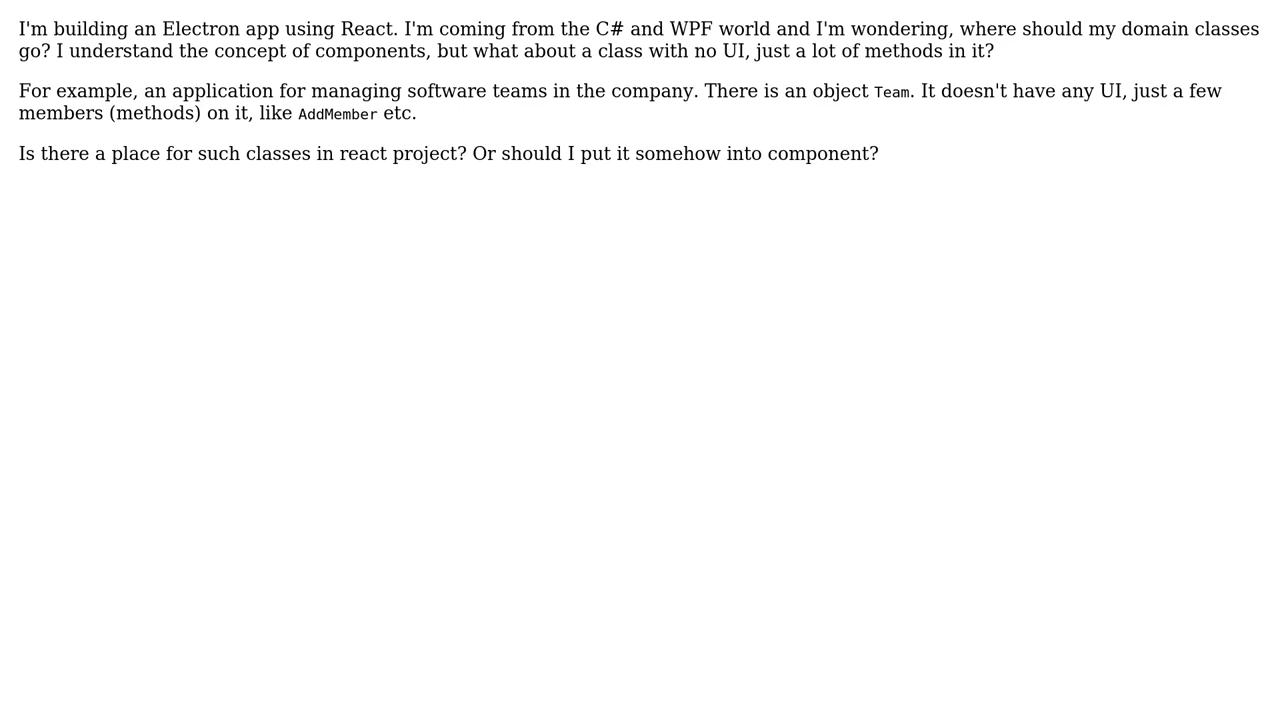 I'm building an Electron app using React. I'm coming from the C# and WPF world and I'm wondering, where should my domain classes
go? I understand the concept of components, but what about a class with no UI, just a lot of methods in it?
For example, an application for managing software teams in the company. There is an object Team. It doesn't have any UI, just a few
members (methods) on it, like AddMember etc.
Is there a place for such classes in react project? Or should I put it somehow into component?